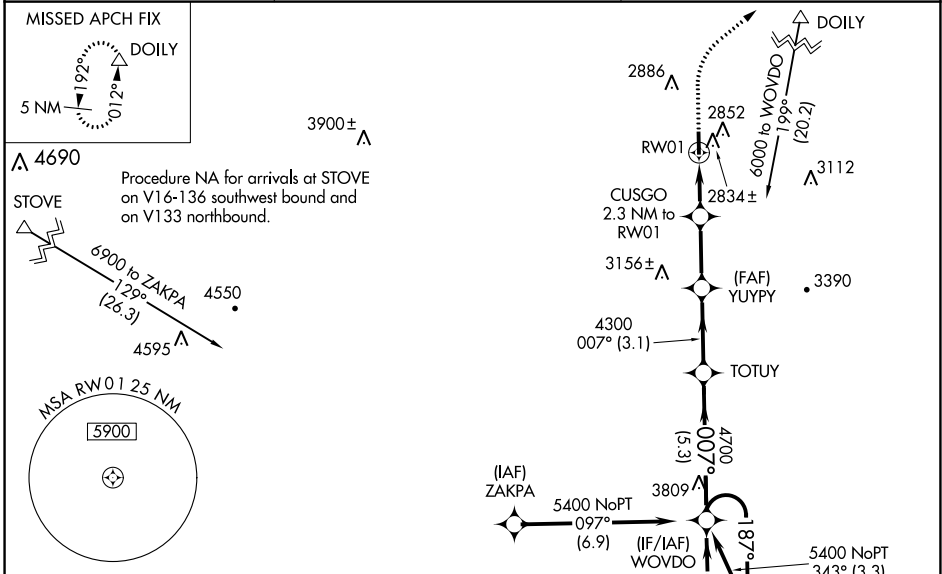 MISSED APCH FIX
DOILY
192°
012°
5 NM
4690
3900±
Procedure NA for arrivals at STOVE
on V16-136 southwest bound and
on V133 northbound.
STOVE
6900 to ZAKPA
129°
(26.3)
4550
4595
MSA RW01 25 NM
5900
DOILY
6000 to WOVDO
199°
(20.2)
2886
2852
RW01
2834±
3112
CUSGO
2.3 NM to
RW01
3156±
(FAF)
YUYPY
3390
4300
007° (3.1)
TOTUY
4700
007°
(5.3)
3809
(IAF)
ZAKPA
5400 NoPT
097°
(6.9)
(IF/IAF)
WOVDO
187°
5400 NoPT
343° (3.3)